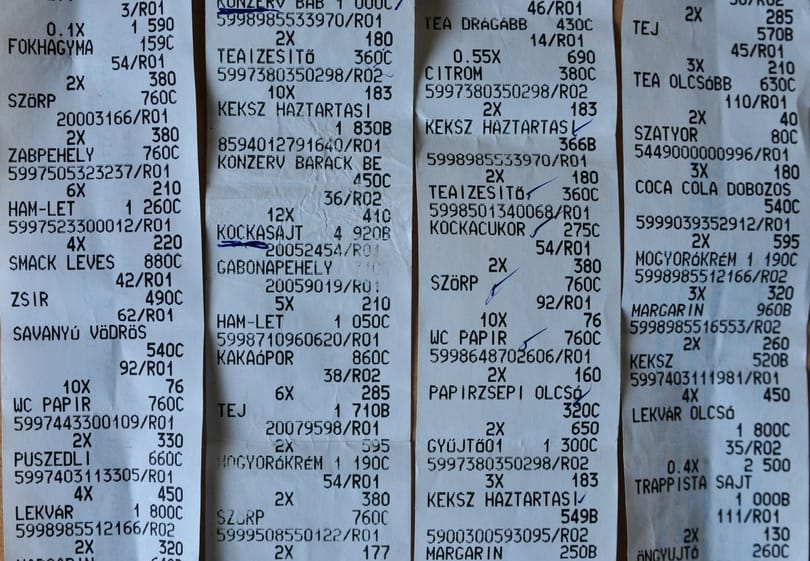 3/R01
0.1X 1 590
FOKHAGYMA 159C
54/R01
2X 380
SZÖRP 760C
20003166/R01
2X 380
ZABPEHELY 760C
5997505323237/R01
6X 210
HAM-LET 1 260C
5997523300012/R01
4X 220
SMACK LEVES 880C
42/R01
ZSIR 490C
62/R01
SAVANYÚ VÖDRÖS
540C
92/R01
10X 76
WC PAPIR 760C
5997443300109/R01
2X 330
PUSZEDLI 660C
5997403113305/R01
4X 450
LEKVÁR 1 800C
5998985512166/R02
2X 320
KONZERV BAB 1 000C
5998985533970/R01
2X 180
TEAIZESITŐ 360C
5997380350298/R02
10X 183
KEKSZ HAZTARTASI
1 830B
8594012791640/R01
KONZERV BARACK BE
450C
36/R02
12X 410
KOCKASAJT 4 920B
20052454/R01
GABONAPEHELY
20059019/R01
5X 210
HAM-LET 1 050C
5998710960620/R01
KAKAÓPOR 860C
38/R02
6X 285
TEJ 1 710B
20079598/R01
2X 595
MOGYORÓKRÉM 1 190C
54/R01
2X 380
SZÖRP 760C
5999508550122/R01
2X 177
46/R01
TEA DRÁGÁBB 430C
14/R01
0.55X 690
CITROM 380C
5997380350298/R02
2X 183
KEKSZ HAZTARTASI
366B
5998985533970/R01
2X 180
TEAIZESITŐ 360C
5998501340068/R01
KOCKACUKOR 275C
54/R01
2X 380
SZÖRP 760C
92/R01
10X 76
WC PAPIR 760C
5998648702606/R01
2X 160
PAPIRZSEPI OLCSÓ
320C
2X 650
GYÜJTŐ01 1 300C
5997380350298/R02
3X 183
KEKSZ HAZTARTASI
549B
5900300593095/R02
MARGARIN 250B
2X 285
TEJ 570B
45/R01
3X 210
TEA OLCSÓBB 630C
110/R01
2X 40
SZATYOR 80C
5449000000996/R01
3X 180
COCA COLA DOBOZOS
540C
5999039352912/R01
2X 595
MOGYORÓKRÉM 1 190C
5998985512166/R02
3X 320
MARGARIN 960B
5998985516553/R02
2X 260
KEKSZ 520B
5997403111981/R01
4X 450
LEKVÁR OLCSÓ
1 800C
35/R02
0.4X 2 500
TRAPPISTA SAJT
1 000B
111/R01
2X 130
ÖNGYUJTÓ 260C